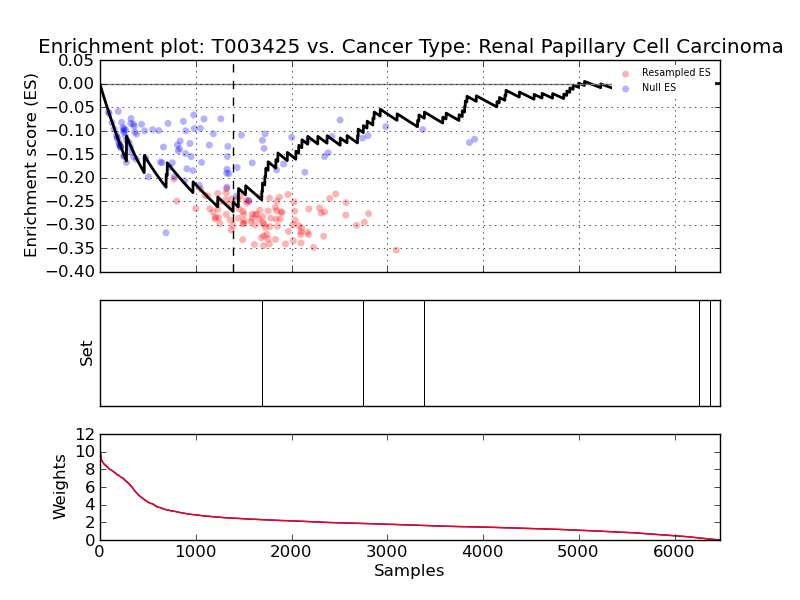 Enrichment plot: T003425 vs. Cancer Type: Renal Papillary Cell Carcinoma
Enrichment score (ES)
0.05
0.00
−0.05
−0.10
−0.15
−0.20
−0.25
−0.30
−0.35
−0.40
Resampled ES
Null ES
Set
Weights
12
10
8
6
4
2
0
0 1000 2000 3000 4000 5000 6000
Samples